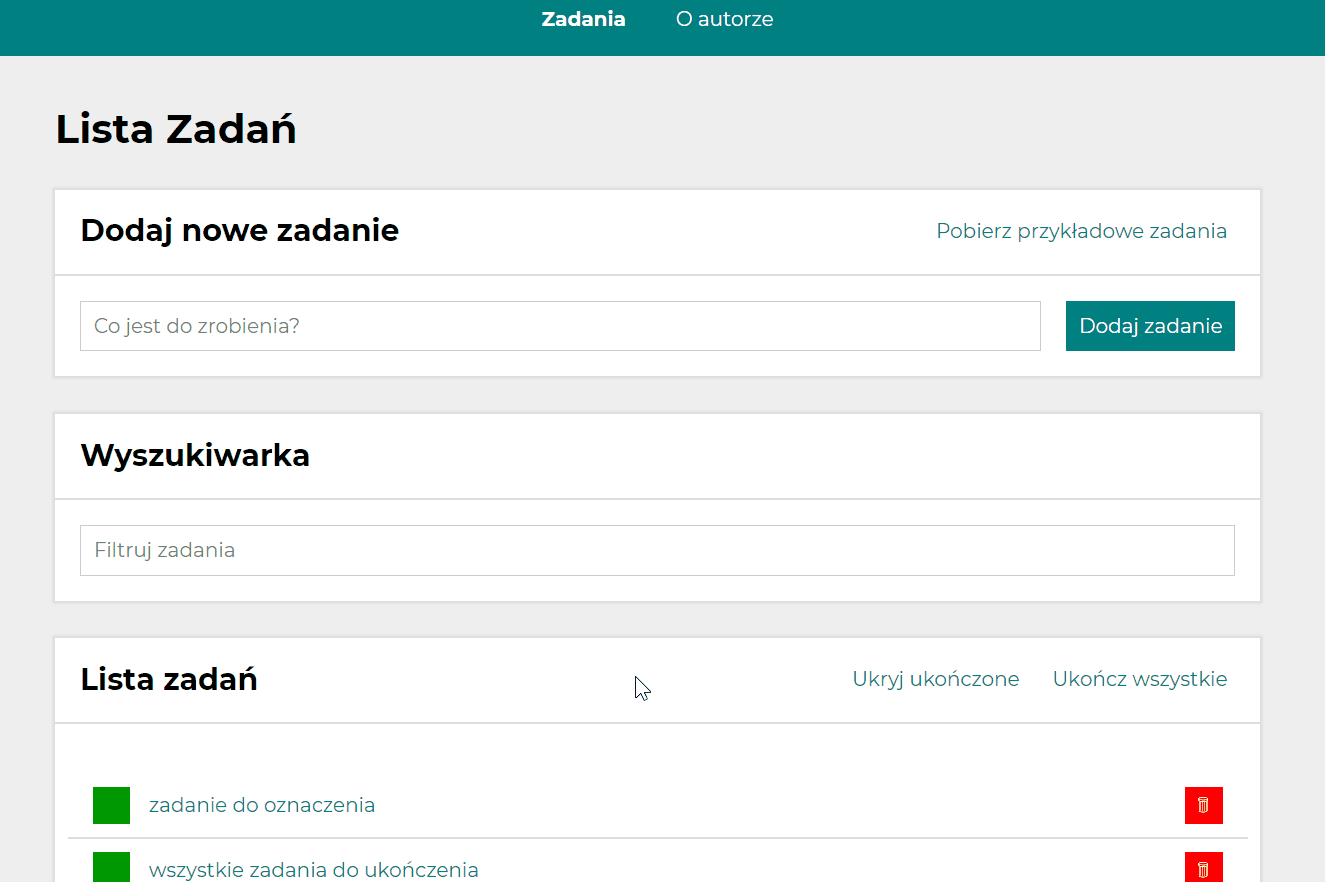 Zadania O autorze
Lista Zadań
Dodaj nowe zadanie Pobierz przykładowe zadania
Co jest do zrobienia? Dodaj zadanie
Wyszukiwarka
Filtruj zadania
Lista zadań Ukryj ukończone Ukończ wszystkie
zadanie do oznaczenia
wszystkie zadania do ukończenia